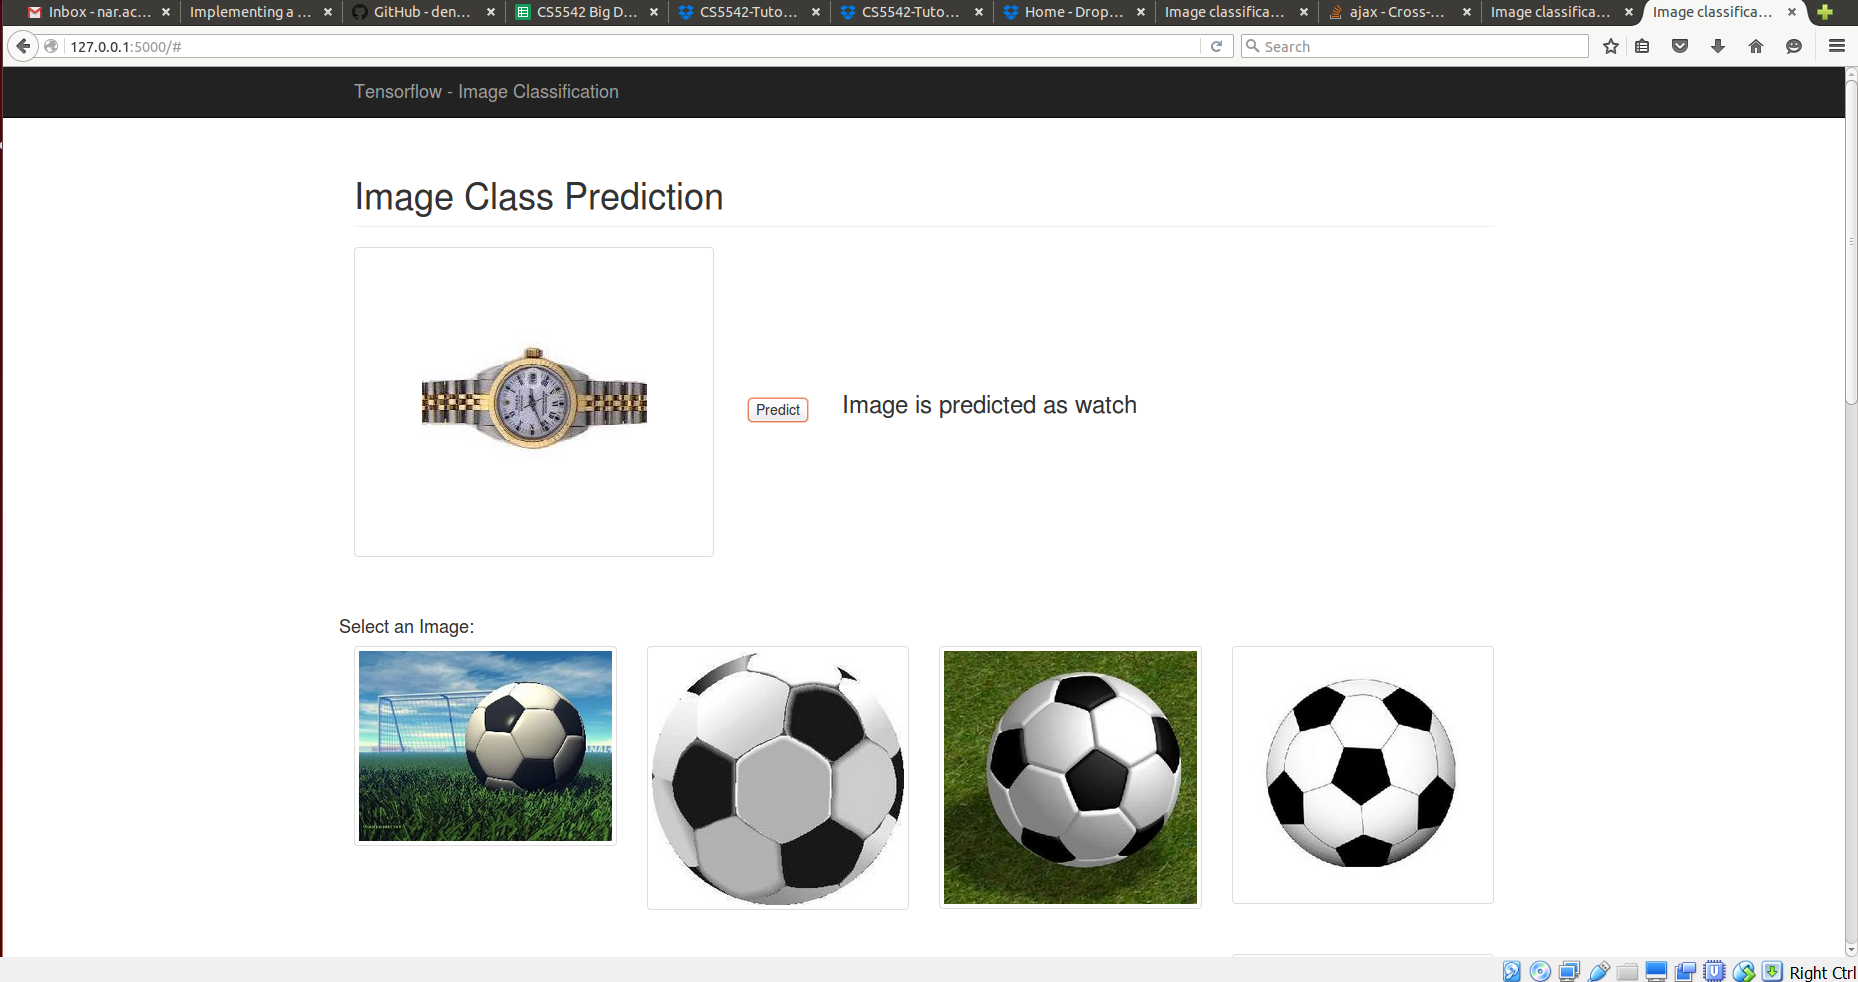 Inbox - nar.ac... Implementing a ... GitHub - den... CS5542 Big D... CS5542-Tuto... CS5542-Tuto... Home - Drop... Image classifica... ajax - Cross-... Image classifica... Image classifica...
127.0.0.1:5000/# Search
Tensorflow - Image Classification
Image Class Prediction
Predict Image is predicted as watch
Select an Image:
Right Ctrl